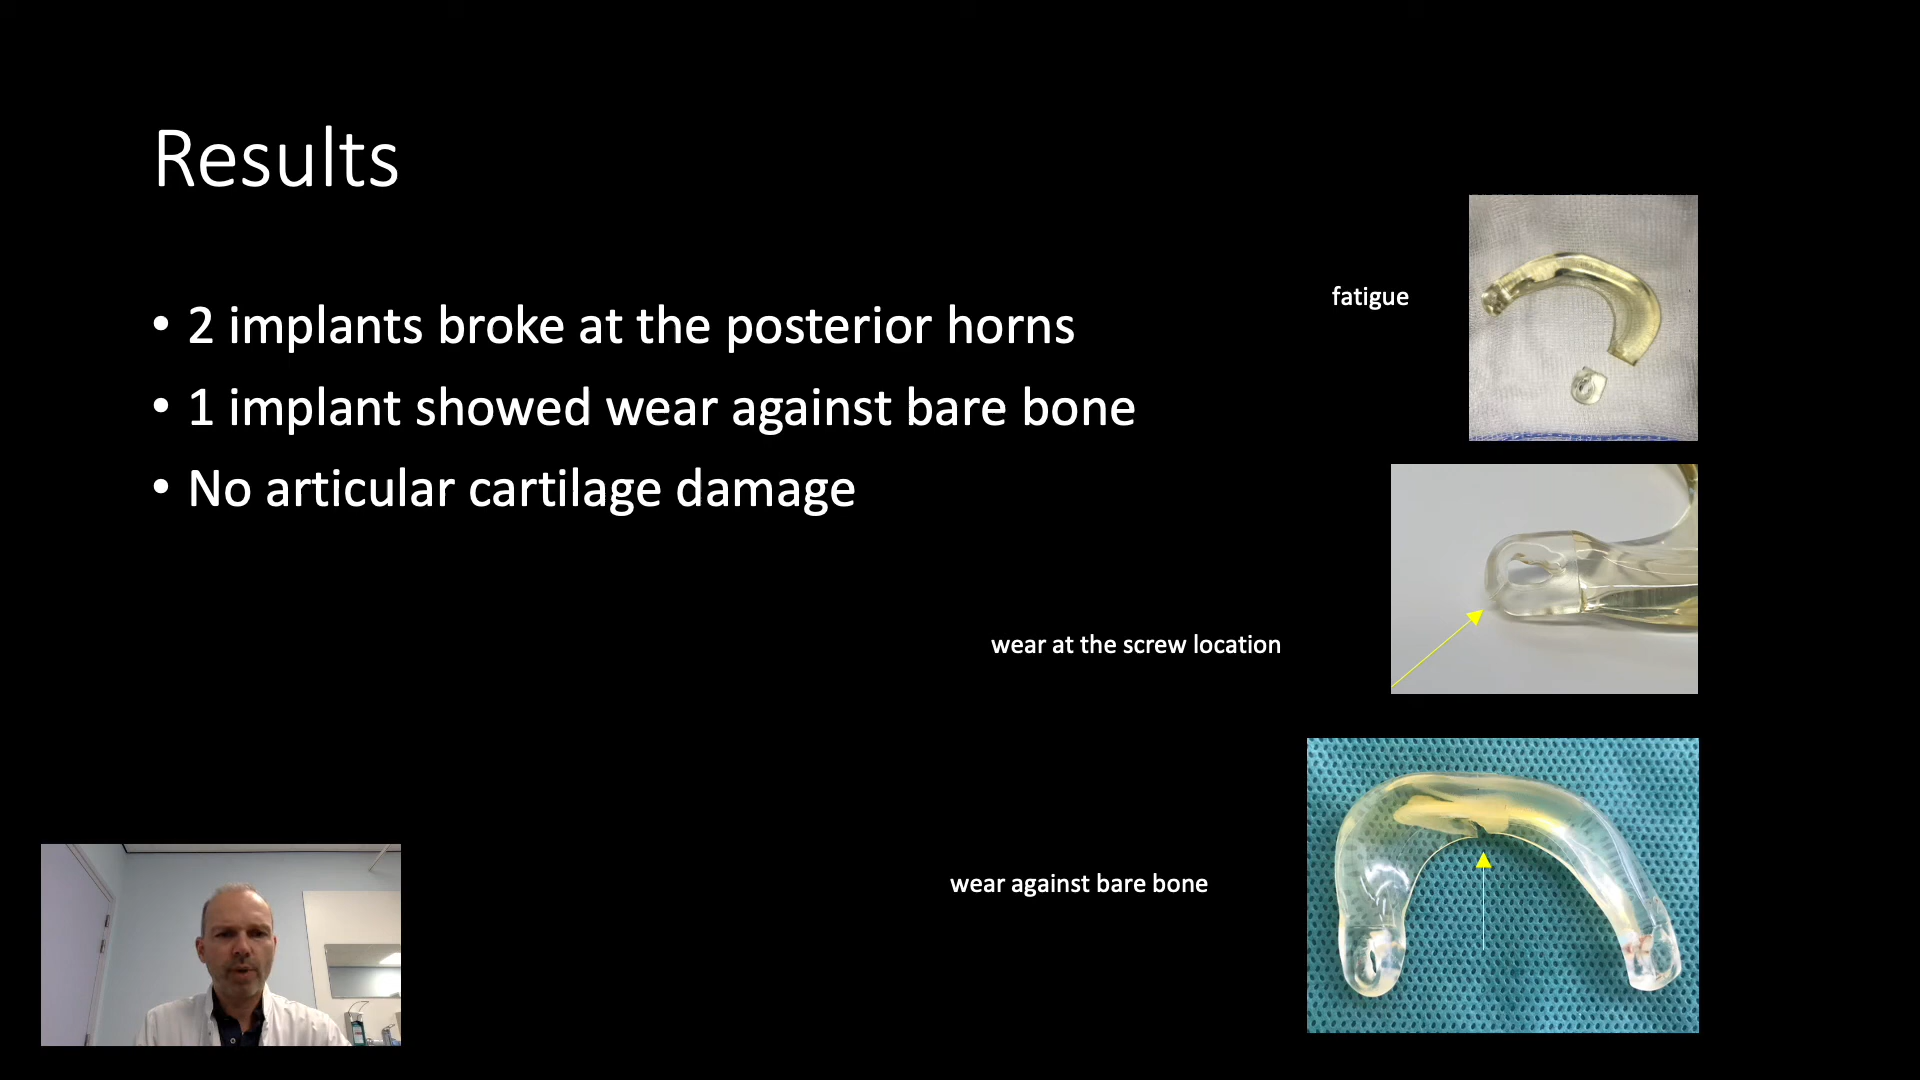 Results
• 2 implants broke at the posterior horns
• 1 implant showed wear against bare bone
• No articular cartilage damage
fatigue
wear at the screw location
wear against bare bone